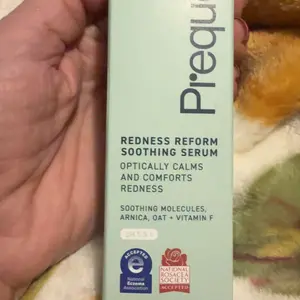 Prequ
REDNESS REFORM
SOOTHING SERUM
OPTICALLY CALMS
AND COMFORTS
REDNESS
SOOTHING MOLECULES,
ARNICA, OAT + VITAMIN F
ACCEPTED
e
National
Eczema
Association
NATIONAL
ROSACEA
SOCIETY
ACCEPTED